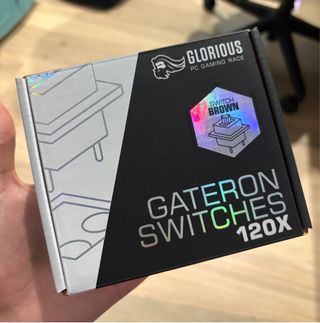 GLORIOUS
PC GAMING RACE
SWITCH
BROWN
GATERON
SWITCHES
120X